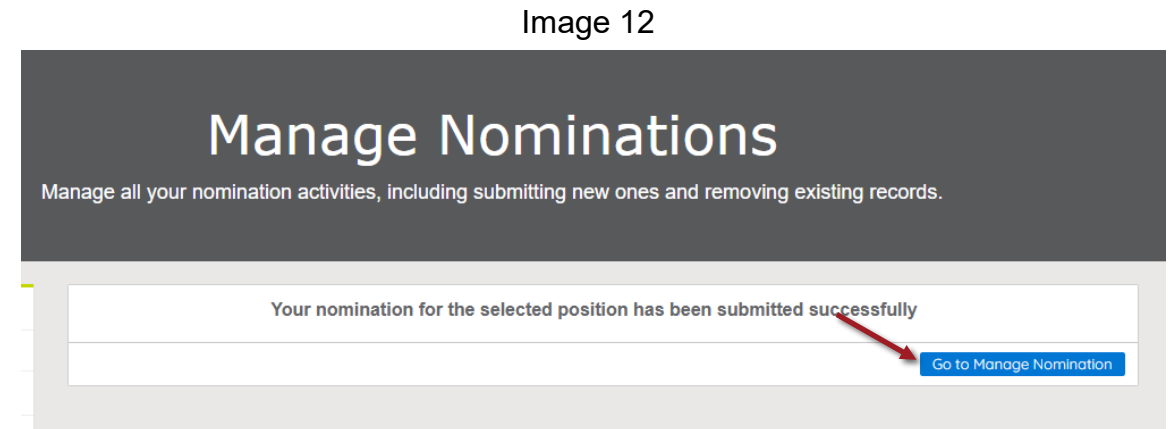 Image 12
Manage Nominations
Manage all your nomination activities, including submitting new ones and removing existing records.
Your nomination for the selected position has been submitted successfully
Go to Manage Nomination